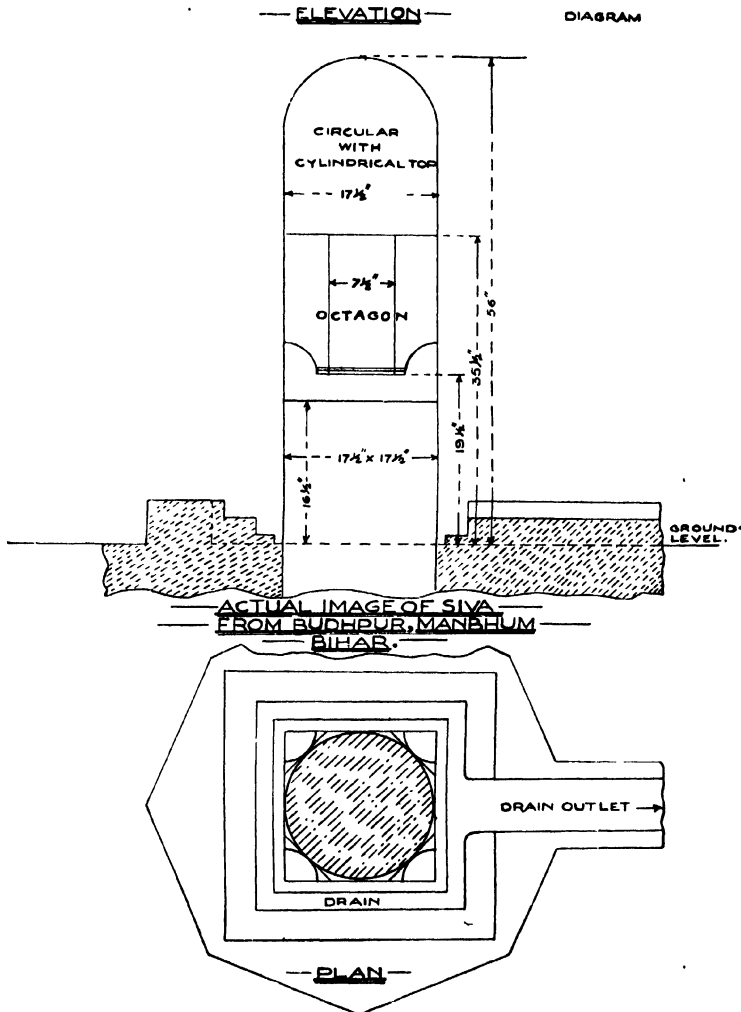 ELEVATION
DIAGRAM
CIRCULAR
WITH
CYLINDRICAL TOP
17½"
7½"
OCTAGON
56"
35½"
19½"
17½" x 17½"
16½"
GROUND
LEVEL.
ACTUAL IMAGE OF SIVA
FROM BUDHPUR, MANBHUM
BIHAR.
DRAIN OUTLET
DRAIN
PLAN